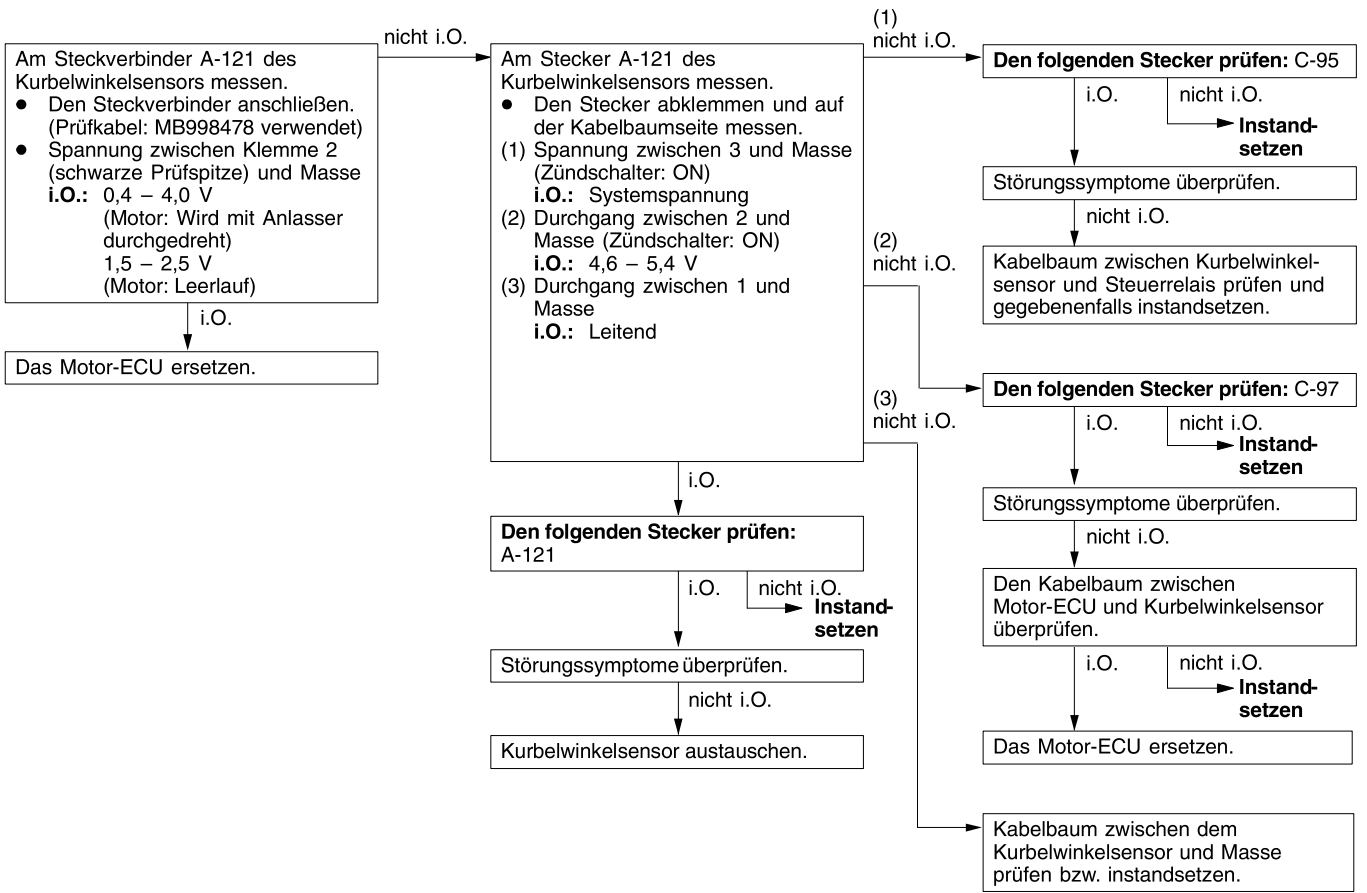 Am Steckverbinder A-121 des
Kurbelwinkelsensors messen.
● Den Steckverbinder anschließen.
(Prüfkabel: MB998478 verwendet)
● Spannung zwischen Klemme 2
(schwarze Prüfspitze) und Masse
i.O.: 0,4 – 4,0 V
(Motor: Wird mit Anlasser
durchgedreht)
1,5 – 2,5 V
(Motor: Leerlauf)
i.O.
Das Motor-ECU ersetzen.
nicht i.O.
Am Stecker A-121 des
Kurbelwinkelsensors messen.
● Den Stecker abklemmen und auf
der Kabelbaumseite messen.
(1) Spannung zwischen 3 und Masse
(Zündschalter: ON)
i.O.: Systemspannung
(2) Durchgang zwischen 2 und
Masse (Zündschalter: ON)
i.O.: 4,6 – 5,4 V
(3) Durchgang zwischen 1 und
Masse
i.O.: Leitend
i.O.
Den folgenden Stecker prüfen:
A-121
i.O.
nicht i.O.
Instand-
setzen
Störungssymptome überprüfen.
nicht i.O.
Kurbelwinkelsensor austauschen.
(1)
nicht i.O.
Den folgenden Stecker prüfen: C-95
i.O.
nicht i.O.
Instand-
setzen
Störungssymptome überprüfen.
nicht i.O.
Kabelbaum zwischen Kurbelwinkel-
sensor und Steuerrelais prüfen und
gegebenenfalls instandsetzen.
(2)
nicht i.O.
Den folgenden Stecker prüfen: C-97
i.O.
nicht i.O.
Instand-
setzen
Störungssymptome überprüfen.
nicht i.O.
Den Kabelbaum zwischen
Motor-ECU und Kurbelwinkelsensor
überprüfen.
i.O.
nicht i.O.
Instand-
setzen
Das Motor-ECU ersetzen.
(3)
nicht i.O.
Kabelbaum zwischen dem
Kurbelwinkelsensor und Masse
prüfen bzw. instandsetzen.